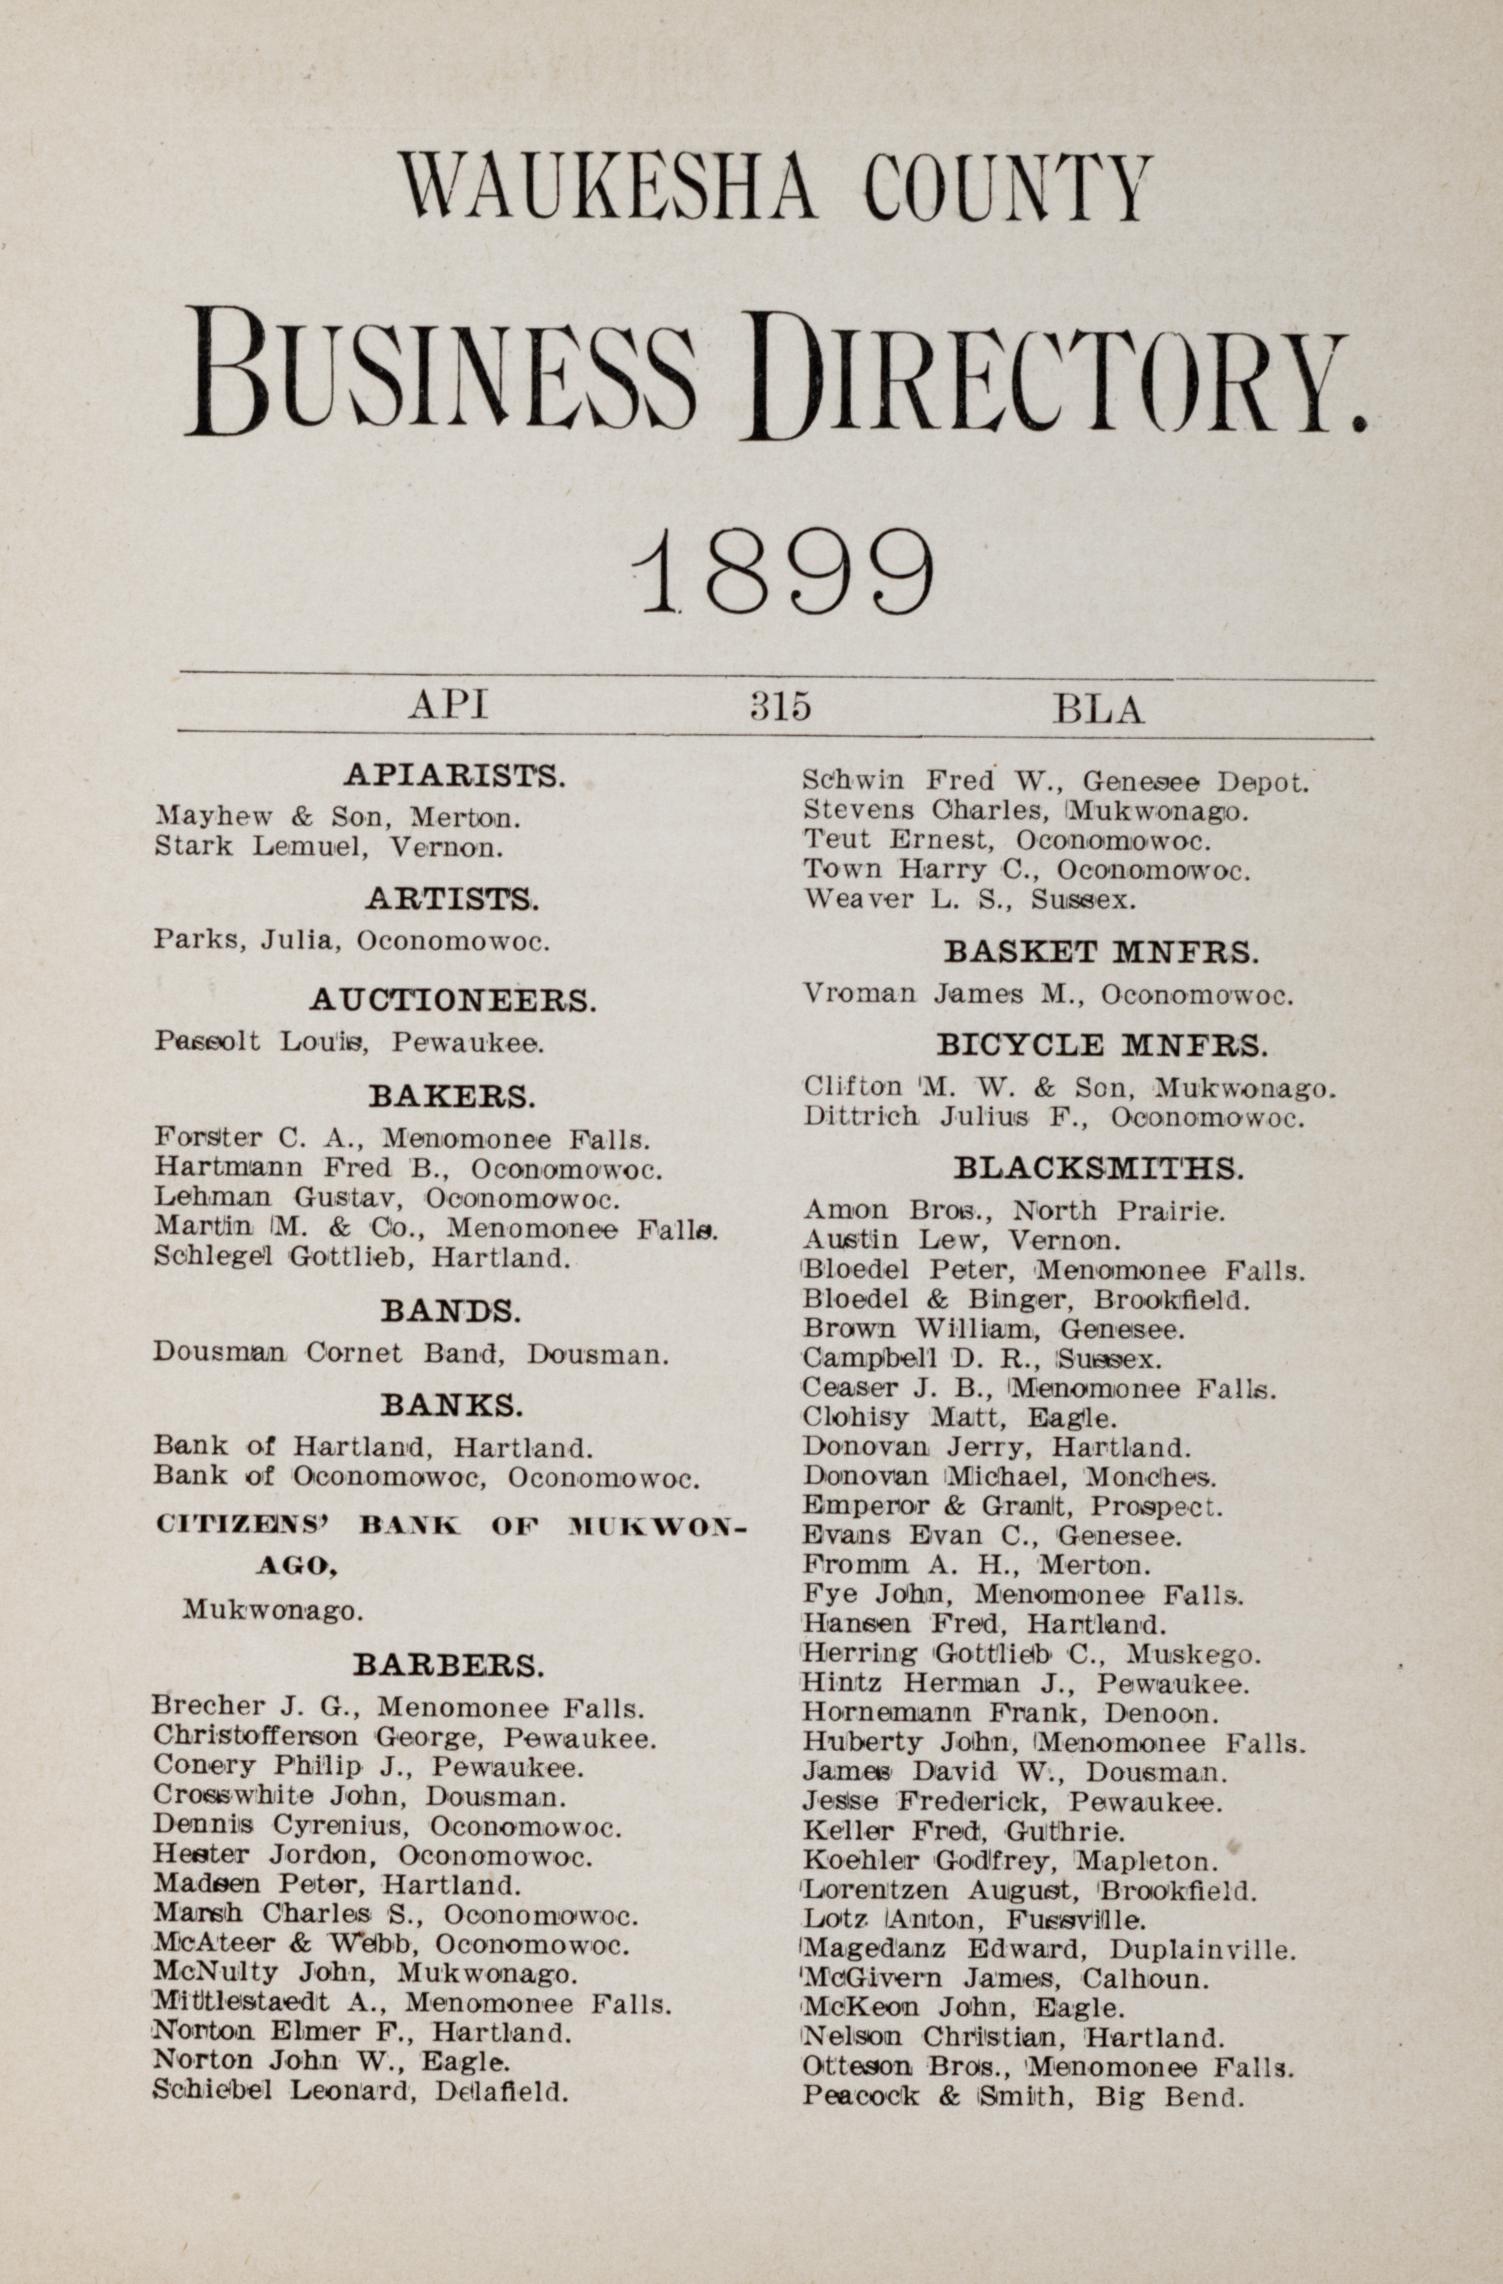 WAUKESHA COUNTY
BUSINESS DIRECTORY.
1899
API 315 BLA
APIARISTS.
Mayhew & Son, Merton.
Stark Lemuel, Vernon.
ARTISTS.
Parks, Julia, Oconomowoc.
AUCTIONEERS.
Passolt Louis, Pewaukee.
BAKERS.
Forster C. A., Menomonee Falls.
Hartmann Fred B., Oconomowoc.
Lehman Gustav, Oconomowoc.
Martin M. & Co., Menomonee Falls.
Schlegel Gottlieb, Hartland.
BANDS.
Dousman Cornet Band, Dousman.
BANKS.
Bank of Hartland, Hartland.
Bank of Oconomowoc, Oconomowoc.
CITIZENS' BANK OF MUKWON-
AGO,
Mukwonago.
BARBERS.
Brecher J. G., Menomonee Falls.
Christofferson George, Pewaukee.
Conery Philip J., Pewaukee.
Crosswhite John, Dousman.
Dennis Cyrenius, Oconomowoc.
Hester Jordon, Oconomowoc.
Madsen Peter, Hartland.
Marsh Charles S., Oconomowoc.
McAteer & Webb, Oconomowoc.
McNulty John, Mukwonago.
Mittlestaedt A., Menomonee Falls.
Norton Elmer F., Hartland.
Norton John W., Eagle.
Schiebel Leonard, Delafield.
Schwin Fred W., Genesee Depot.
Stevens Charles, Mukwonago.
Teut Ernest, Oconomowoc.
Town Harry C., Oconomowoc.
Weaver L. S., Sussex.
BASKET MNFRS.
Vroman James M., Oconomowoc.
BICYCLE MNFRS.
Clifton M. W. & Son, Mukwonago.
Dittrich Julius F., Oconomowoc.
BLACKSMITHS.
Amon Bros., North Prairie.
Austin Lew, Vernon.
Bloedel Peter, Menomonee Falls.
Bloedel & Binger, Brookfield.
Brown William, Genesee.
Campbell D. R., Sussex.
Ceaser J. B., Menomonee Falls.
Clohisy Matt, Eagle.
Donovan Jerry, Hartland.
Donovan Michael, Monches.
Emperor & Grant, Prospect.
Evans Evan C., Genesee.
Fromm A. H., Merton.
Fye John, Menomonee Falls.
Hansen Fred, Hartland.
Herring Gottlieb C., Muskego.
Hintz Herman J., Pewaukee.
Hornemann Frank, Denoon.
Huberty John, Menomonee Falls.
James David W., Dousman.
Jesse Frederick, Pewaukee.
Keller Fred, Guthrie.
Koehler Godfrey, Mapleton.
Lorentzen August, Brookfield.
Lotz Anton, Fussville.
Magedanz Edward, Duplainville.
McGivern James, Calhoun.
McKeon John, Eagle.
Nelson Christian, Hartland.
Otteson Bros., Menomonee Falls.
Peacock & Smith, Big Bend.